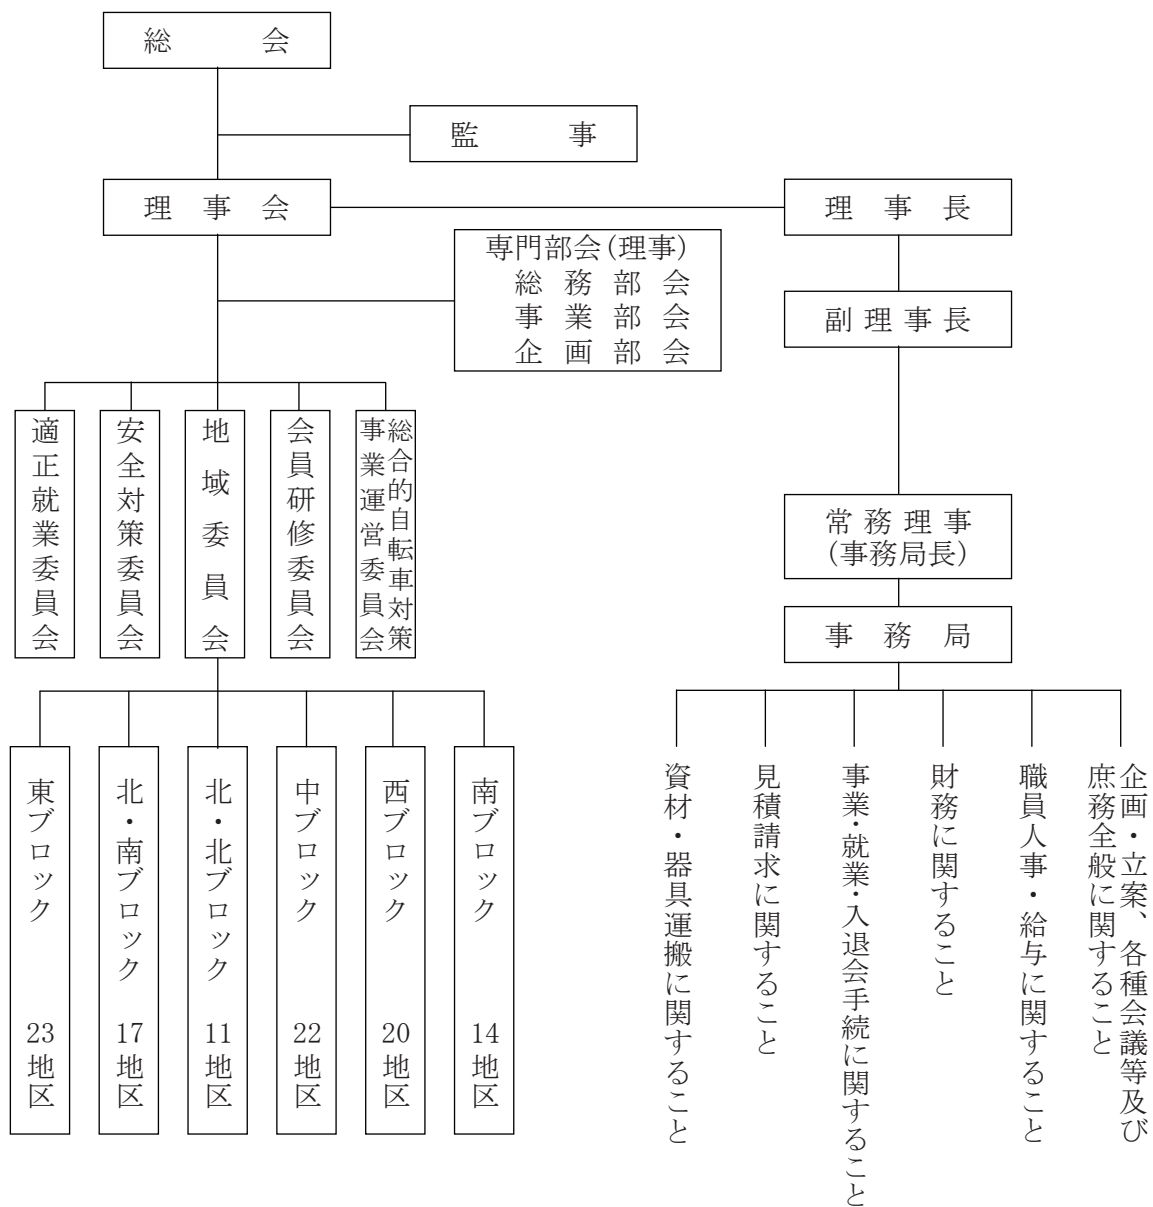 総会
監事
理事会
理事長
専門部会(理事)
総務部会
事業部会
企画部会
副理事長
常務理事
(事務局長)
事務局
総合的自転車対策
事業運営委員会
会員研修委員会
地域委員会
安全対策委員会
適正就業委員会
南ブロック 14地区
西ブロック 20地区
中ブロック 22地区
北・北ブロック 11地区
北・南ブロック 17地区
東ブロック 23地区
企画・立案、各種会議等及び
庶務全般に関すること
職員人事・給与に関すること
財務に関すること
事業・就業・入退会手続に関すること
見積請求に関すること
資材・器具運搬に関すること